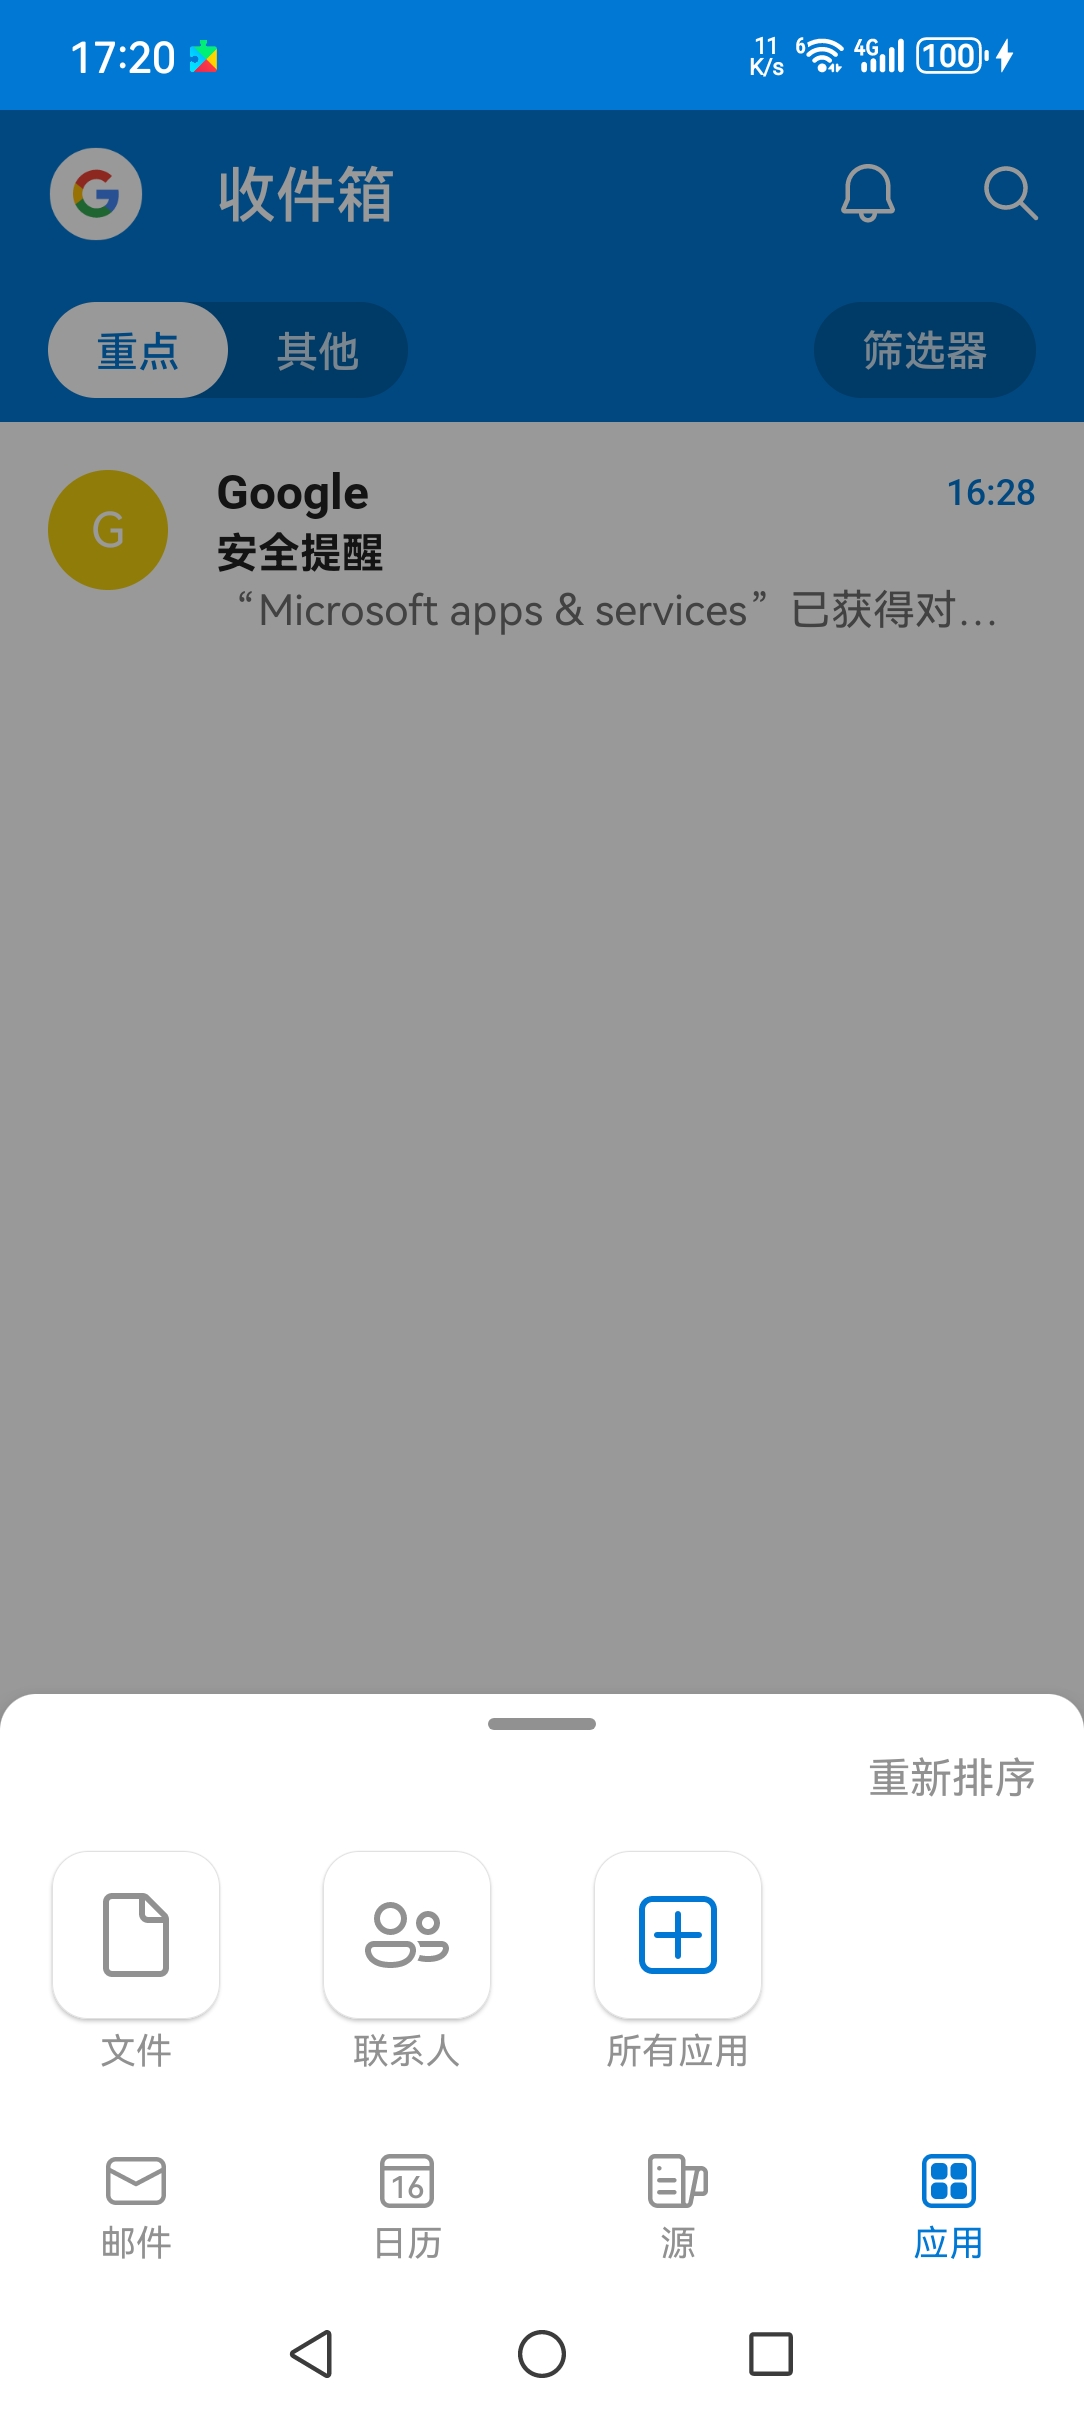 17:20
11 K/s
6
4G
100
收件箱
重点
其他
筛选器
G
Google
16:28
安全提醒
“Microsoft apps & services”已获得对...
重新排序
文件
联系人
所有应用
16
邮件
日历
源
应用